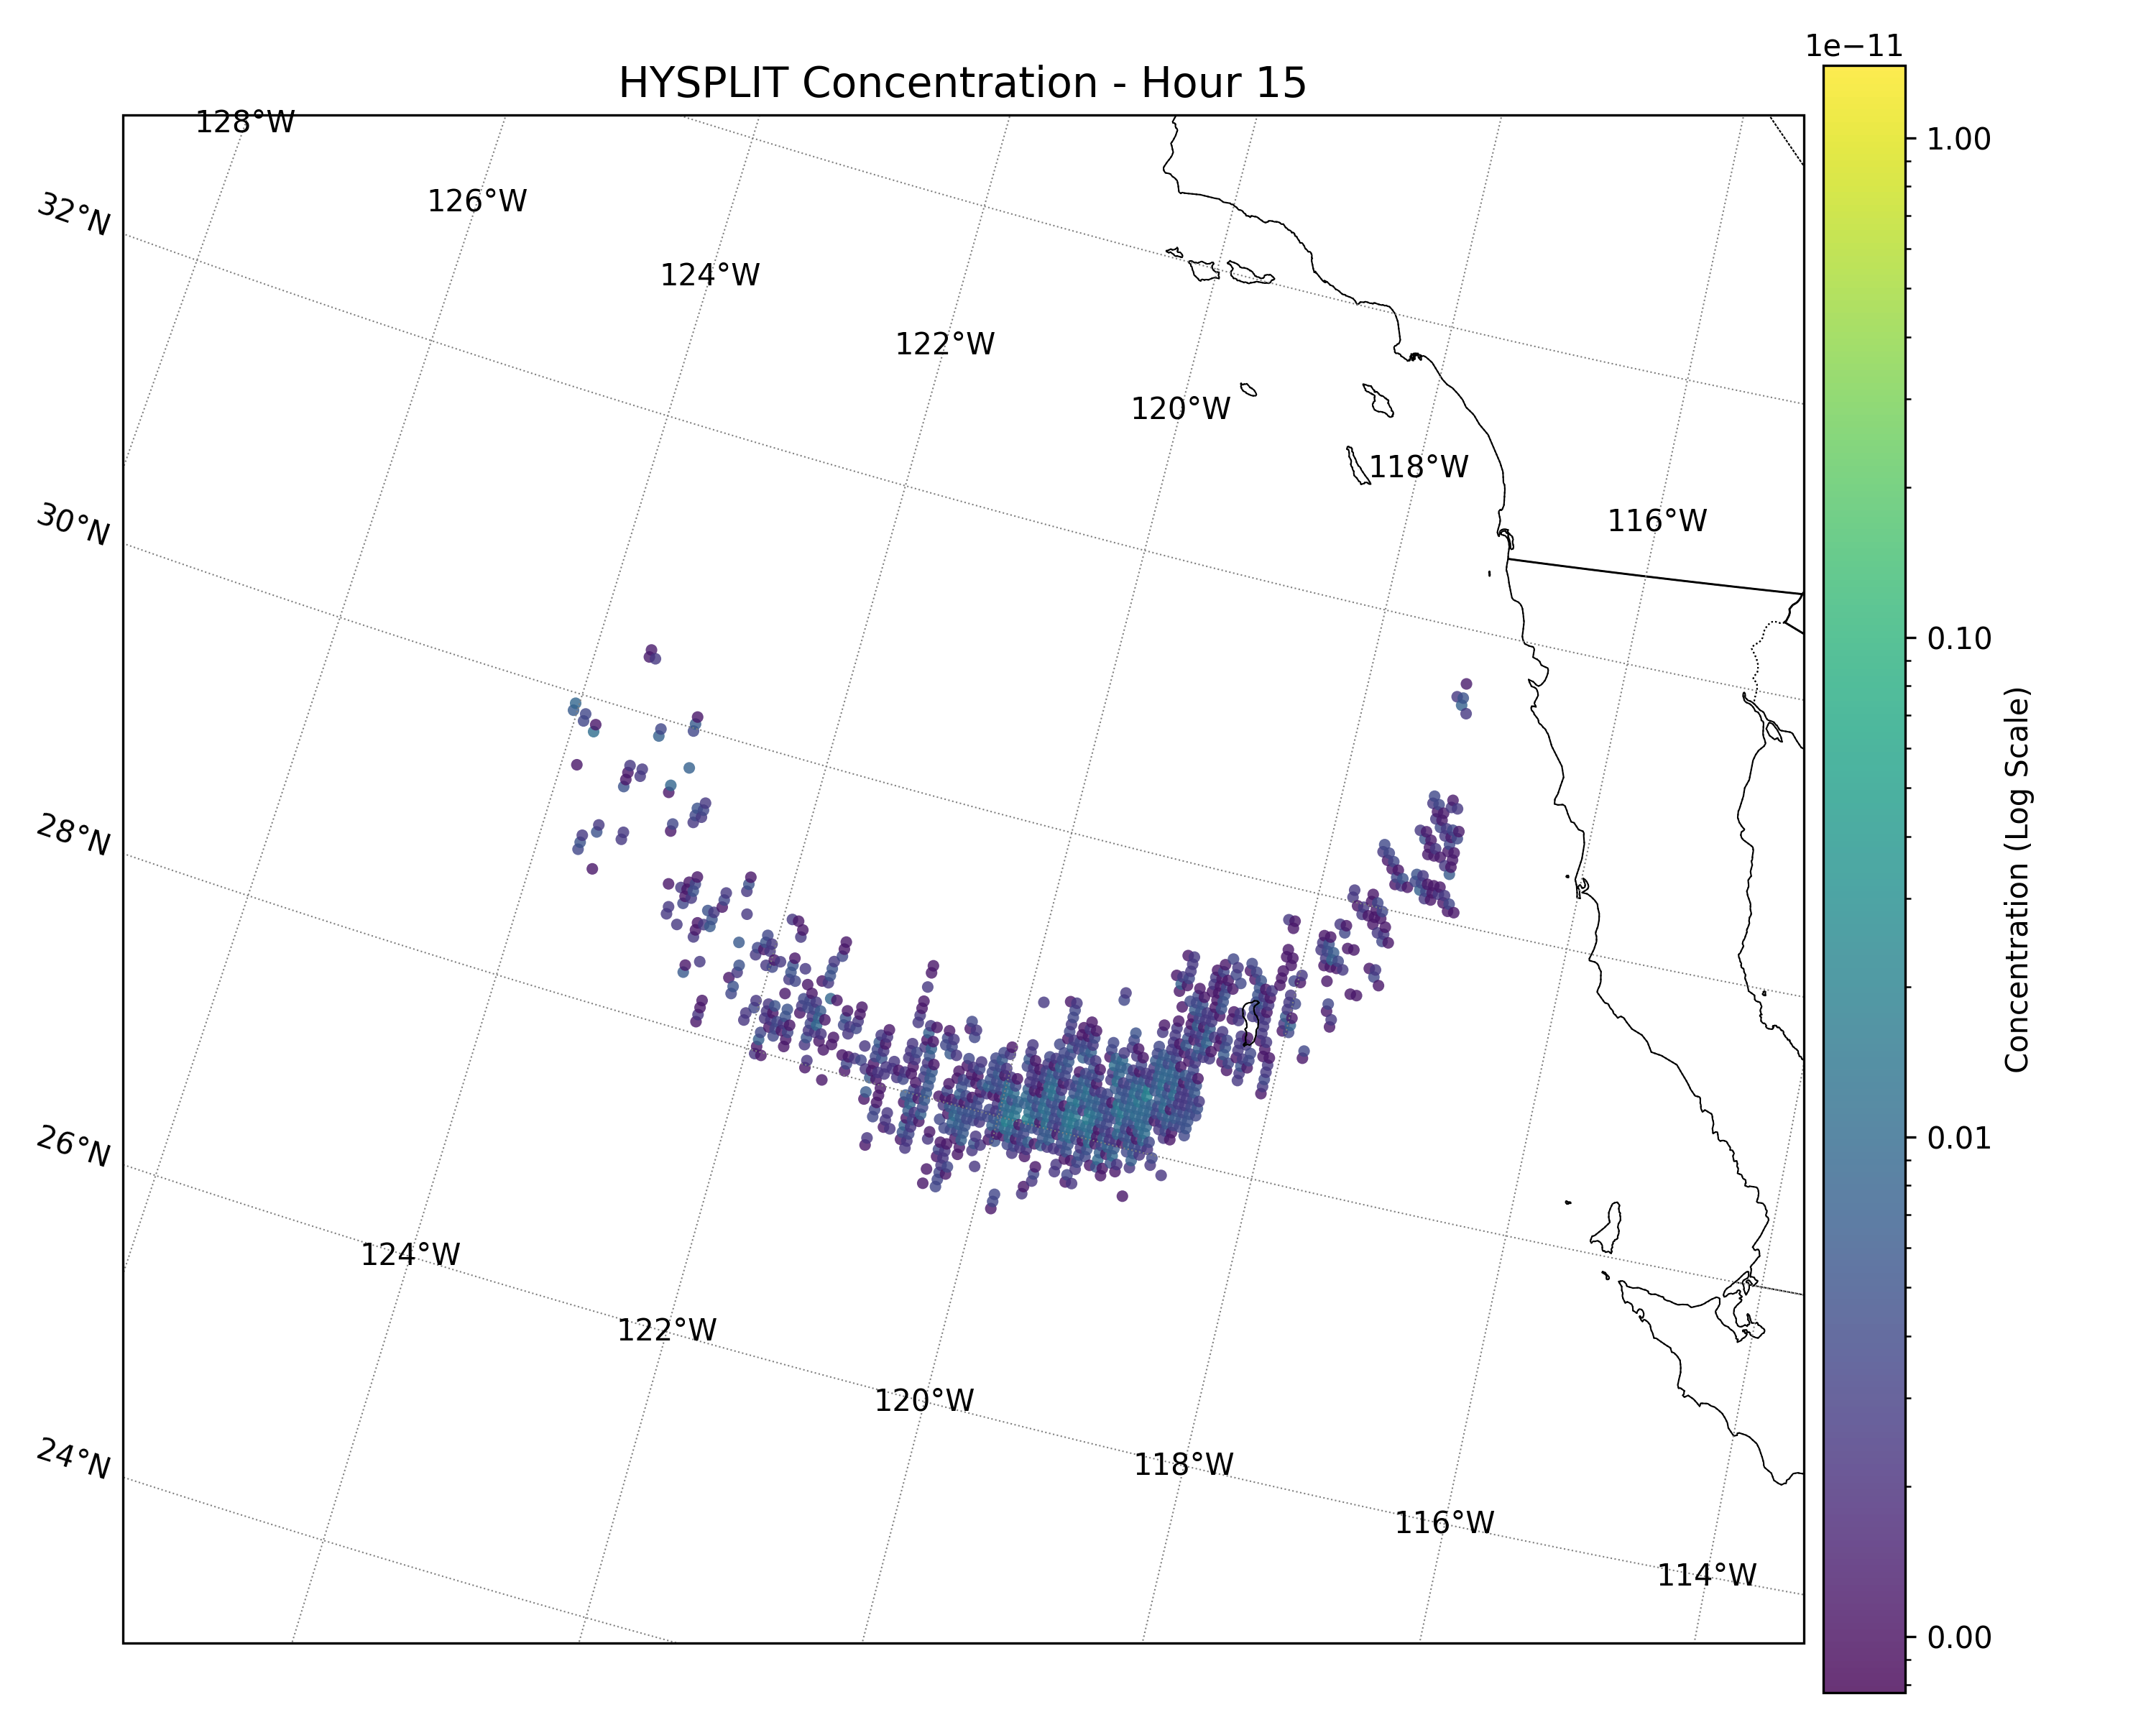 1e−11
HYSPLIT Concentration - Hour 15
128°W
126°W
124°W
122°W
120°W
118°W
116°W
32°N
30°N
28°N
26°N
24°N
124°W
122°W
120°W
118°W
116°W
114°W
1.00
0.10
0.01
0.00
Concentration (Log Scale)